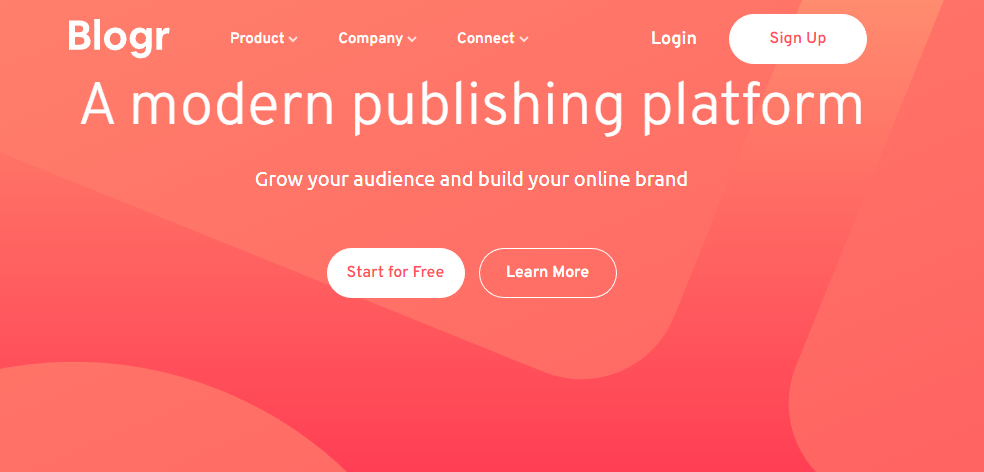 Blogr Product Company Connect Login Sign Up
A modern publishing platform
Grow your audience and build your online brand
Start for Free Learn More